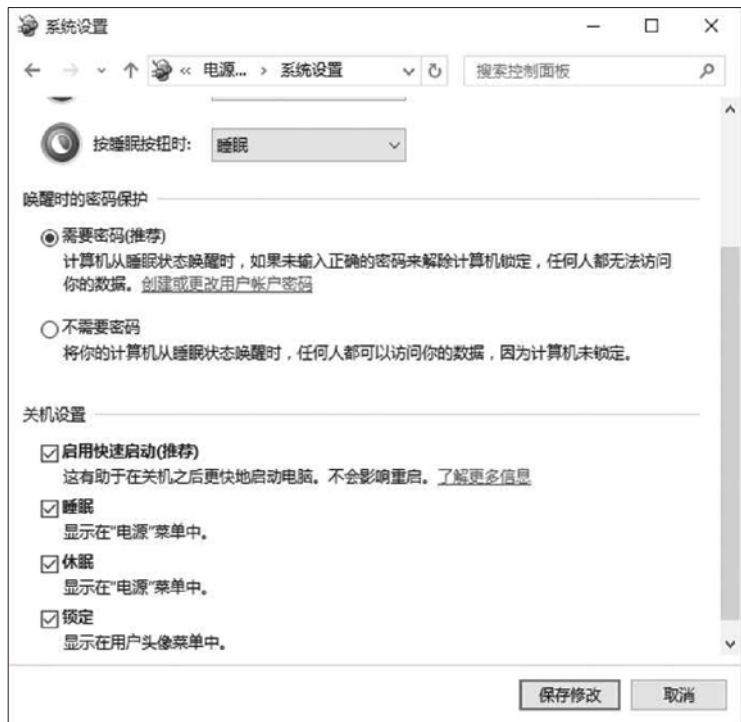 系统设置
« 电源... › 系统设置
搜索控制面板
按睡眠按钮时:
睡眠
唤醒时的密码保护
需要密码(推荐)
计算机从睡眠状态唤醒时，如果未输入正确的密码来解除计算机锁定，任何人都无法访问
你的数据。创建或更改用户帐户密码
不需要密码
将你的计算机从睡眠状态唤醒时，任何人都可以访问你的数据，因为计算机未锁定。
关机设置
启用快速启动(推荐)
这有助于在关机之后更快地启动电脑。不会影响重启。了解更多信息
睡眠
显示在"电源"菜单中。
休眠
显示在"电源"菜单中。
锁定
显示在用户头像菜单中。
保存修改
取消